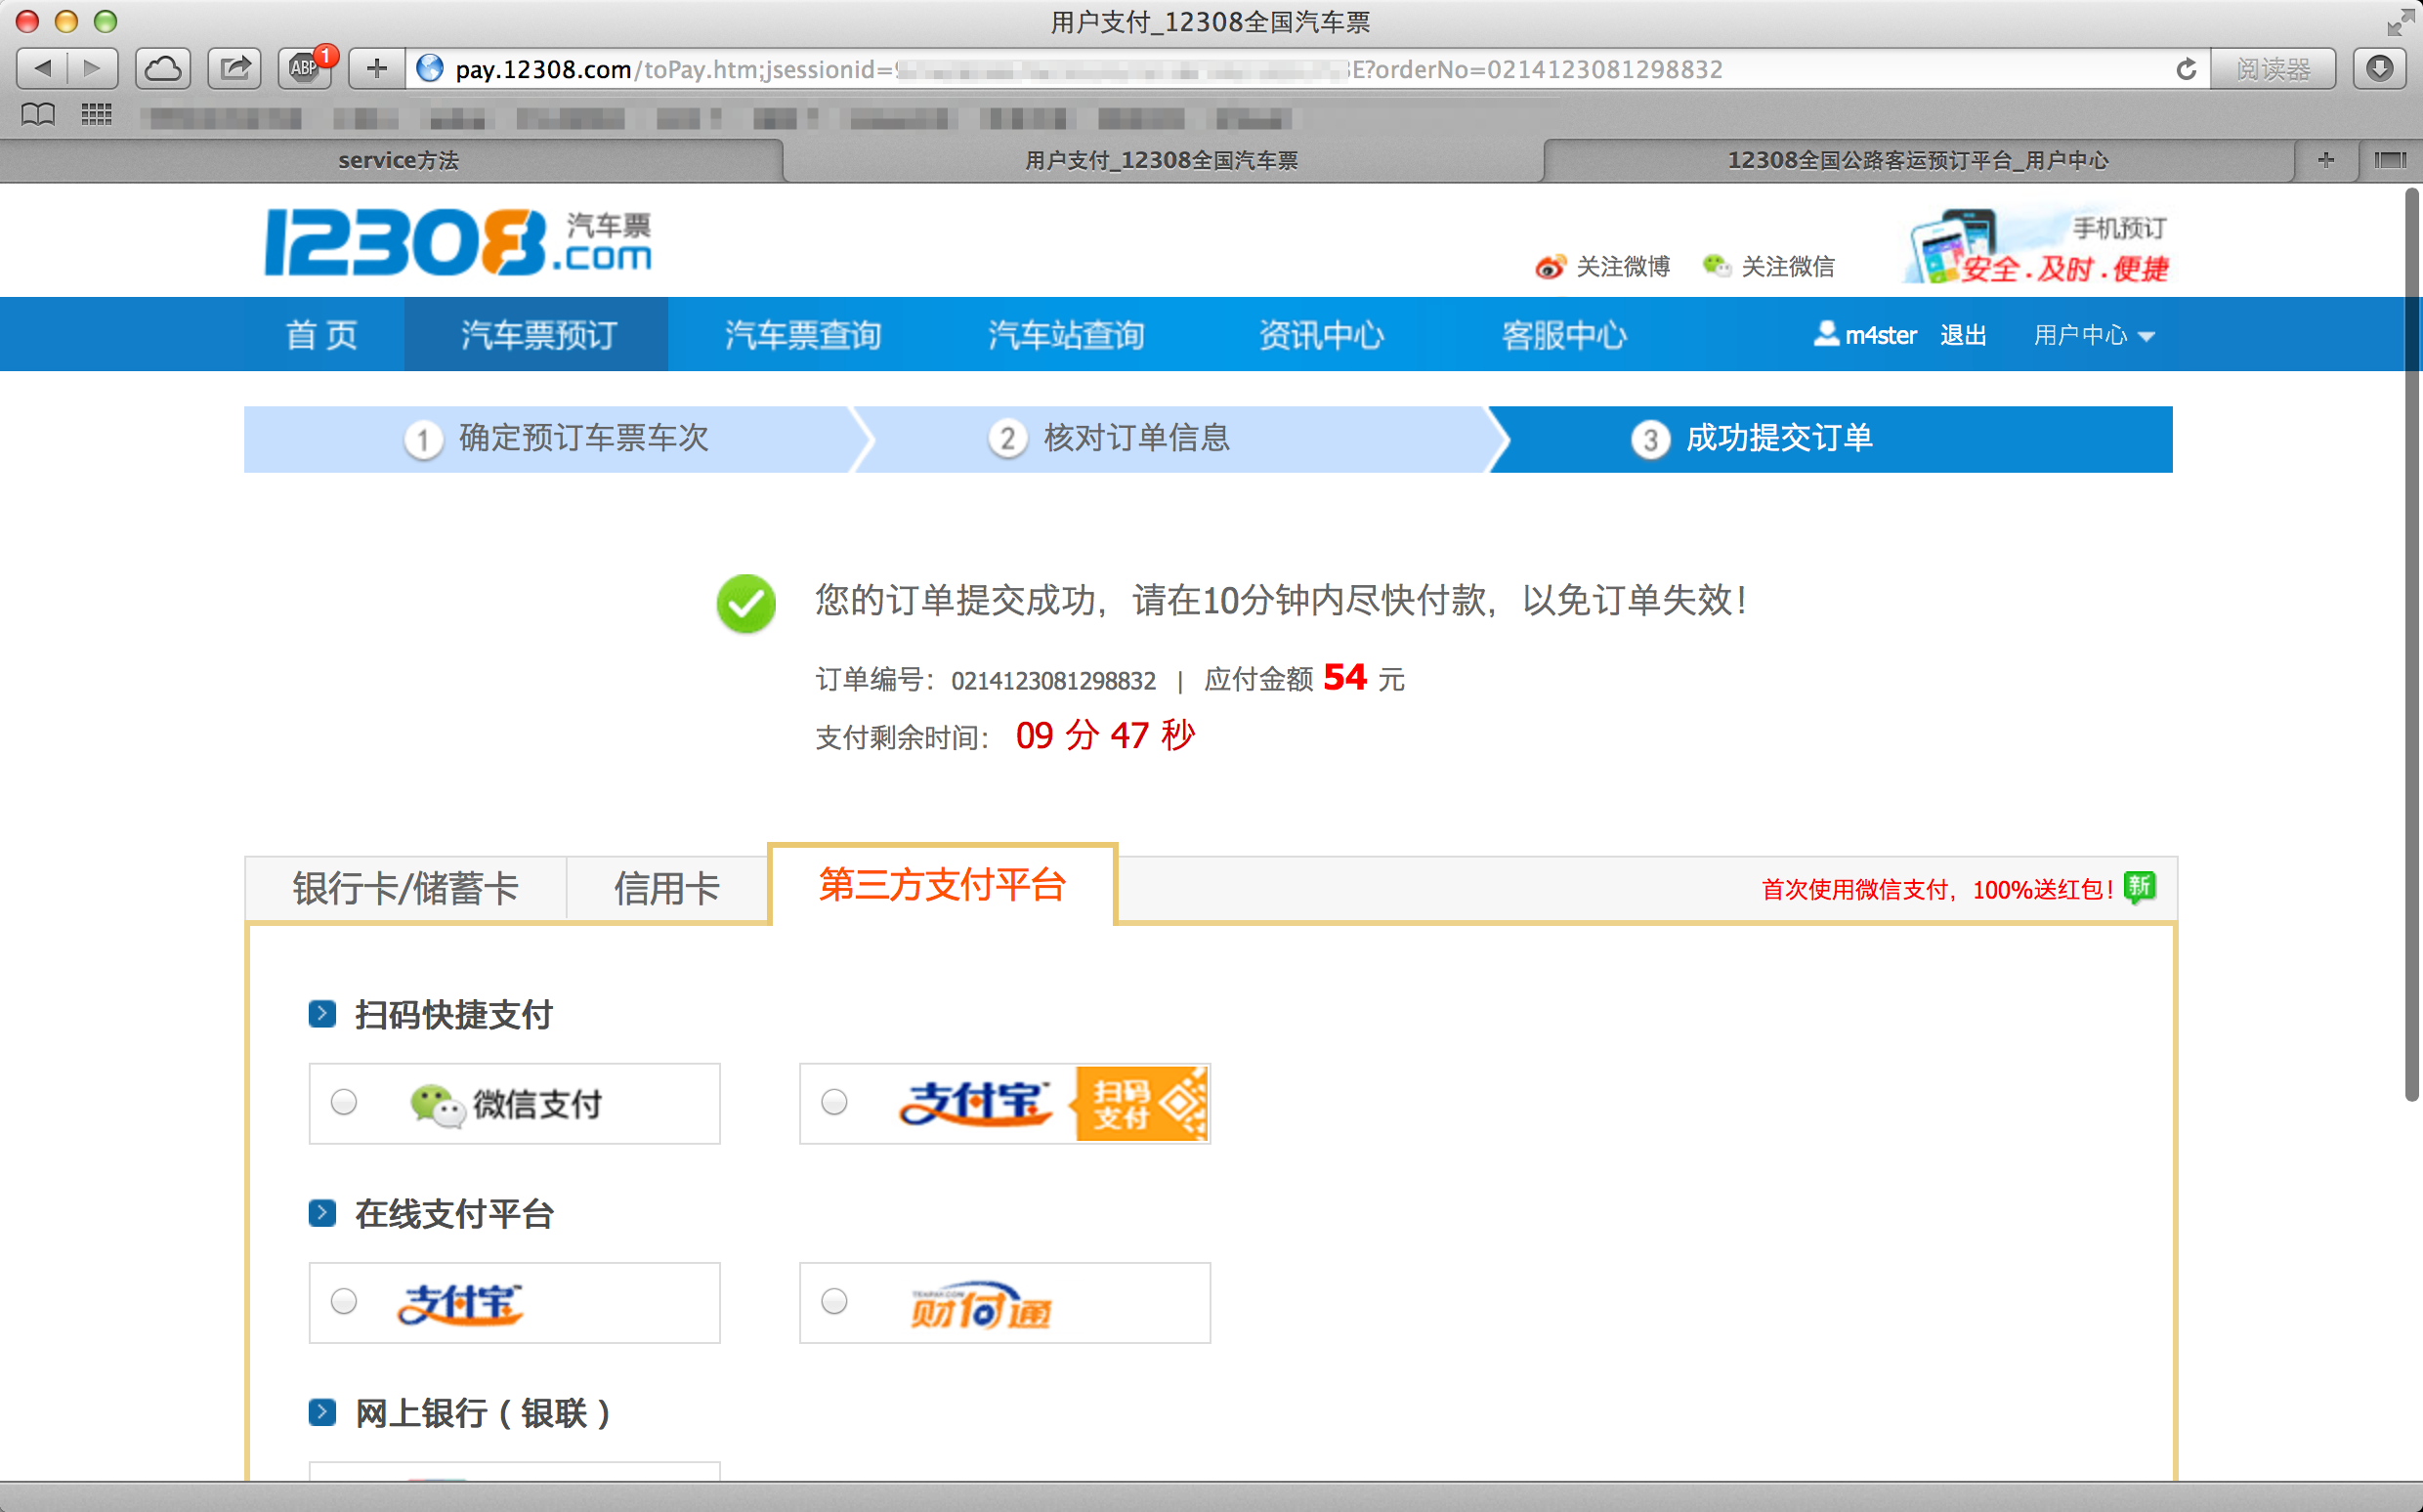 用户支付_12308全国汽车票
ABP 1
pay.12308.com/toPay.htm;jsessionid= E?orderNo=0214123081298832
阅读器
service方法 用户支付_12308全国汽车票 12308全国公路客运预订平台_用户中心
12308.com 汽车票
关注微博 关注微信
手机预订
安全.及时.便捷
首 页 汽车票预订 汽车票查询 汽车站查询 资讯中心 客服中心 m4ster 退出 用户中心
1 确定预订车票车次 2 核对订单信息 3 成功提交订单
您的订单提交成功，请在10分钟内尽快付款，以免订单失效！
订单编号：0214123081298832 | 应付金额 54 元
支付剩余时间： 09 分 47 秒
银行卡/储蓄卡 信用卡 第三方支付平台 首次使用微信支付，100%送红包！ 新
扫码快捷支付
微信支付 支付宝 扫码支付
在线支付平台
支付宝 财付通
网上银行（银联）